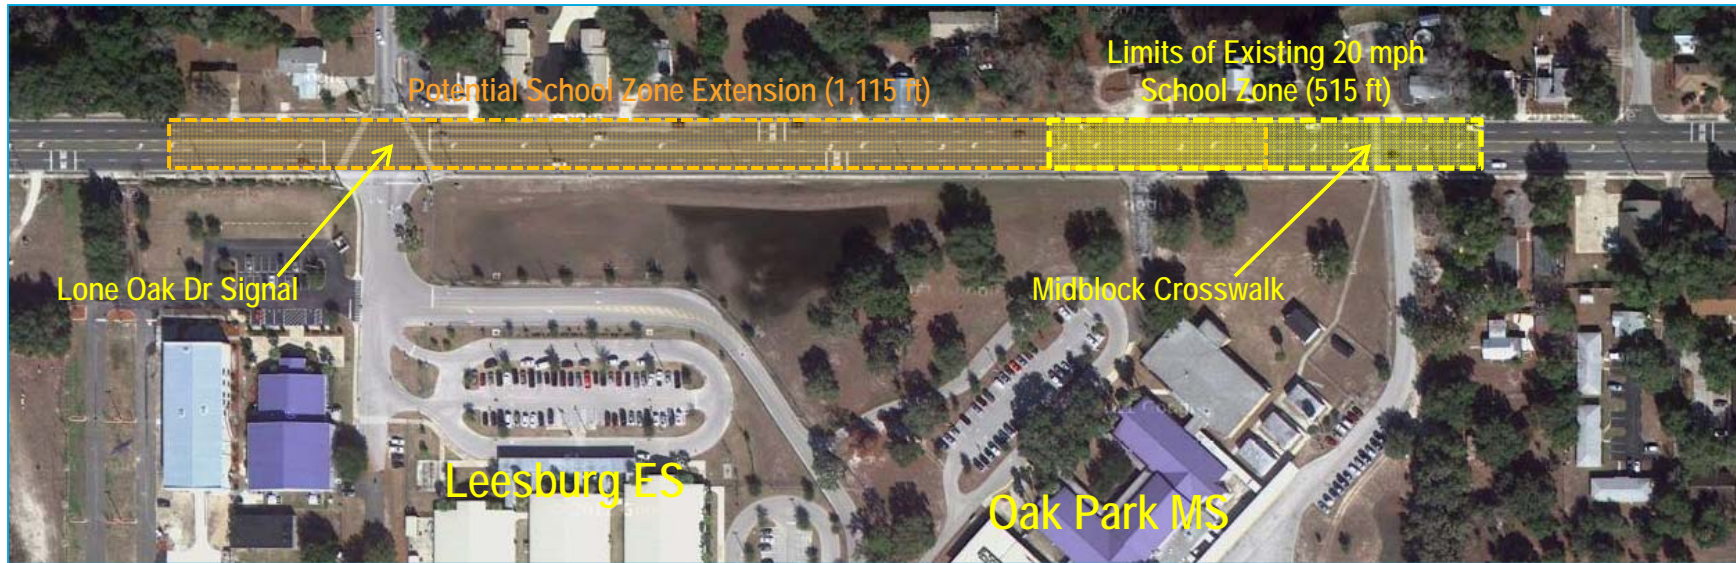 Limits of Existing 20 mph
School Zone (515 ft)
Potential School Zone Extension (1,115 ft)
Lone Oak Dr Signal
Midblock Crosswalk
Leesburg ES
Oak Park MS